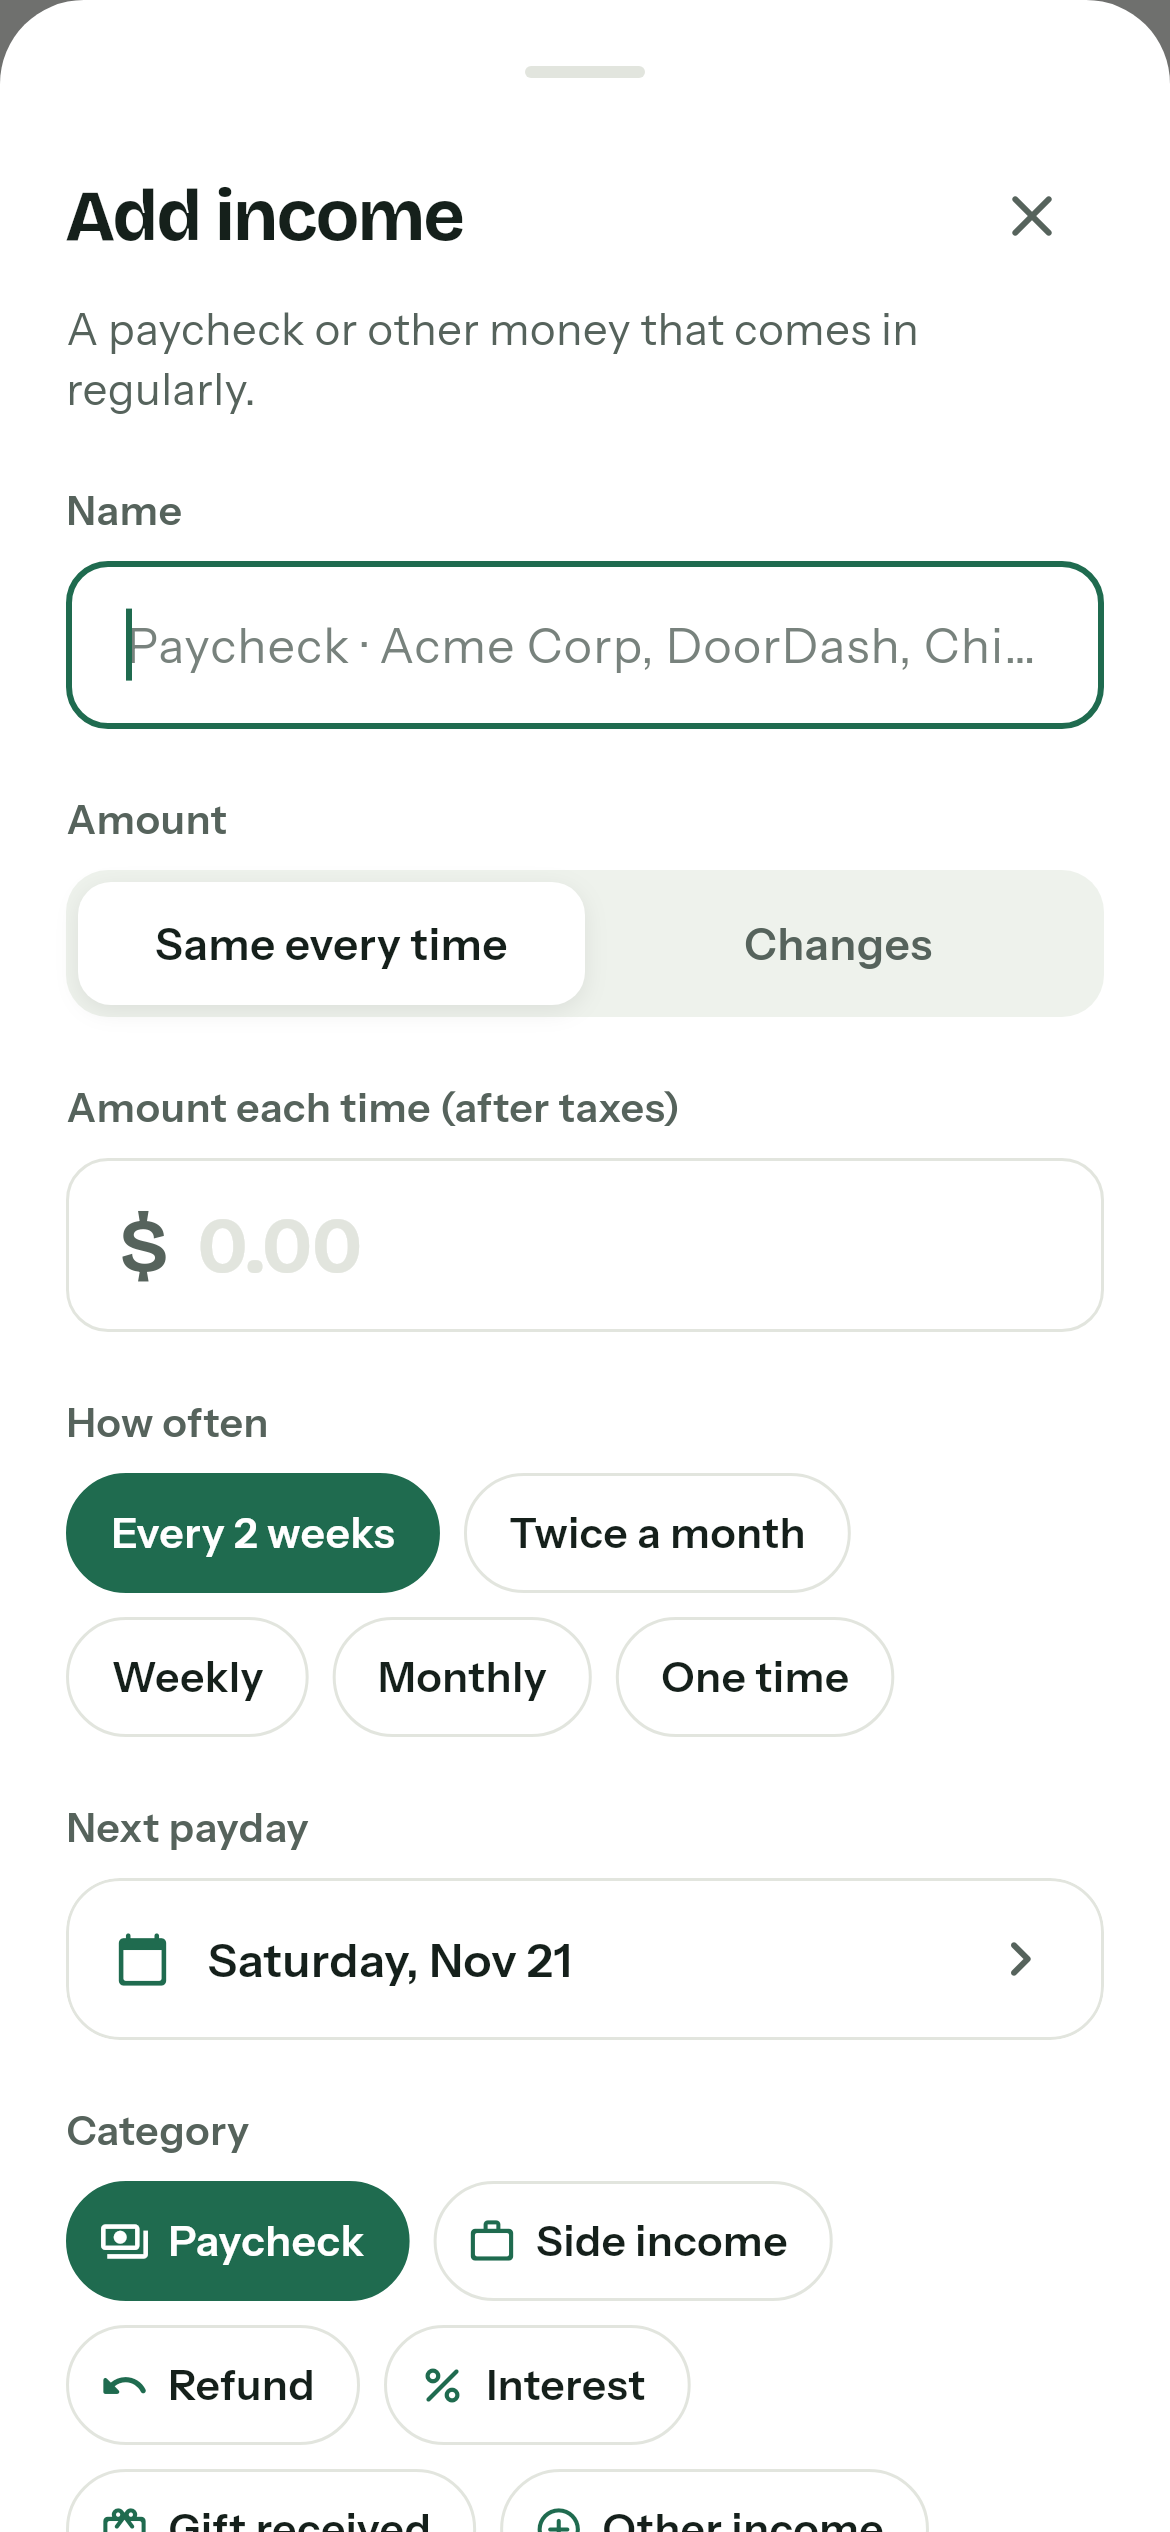 Add income
A paycheck or other money that comes in
regularly.
Name
Paycheck · Acme Corp, DoorDash, Chi...
Amount
Same every time
Changes
Amount each time (after taxes)
$ 0.00
How often
Every 2 weeks
Twice a month
Weekly
Monthly
One time
Next payday
Saturday, Nov 21
Category
Paycheck
Side income
Refund
Interest
Gift received
Other income